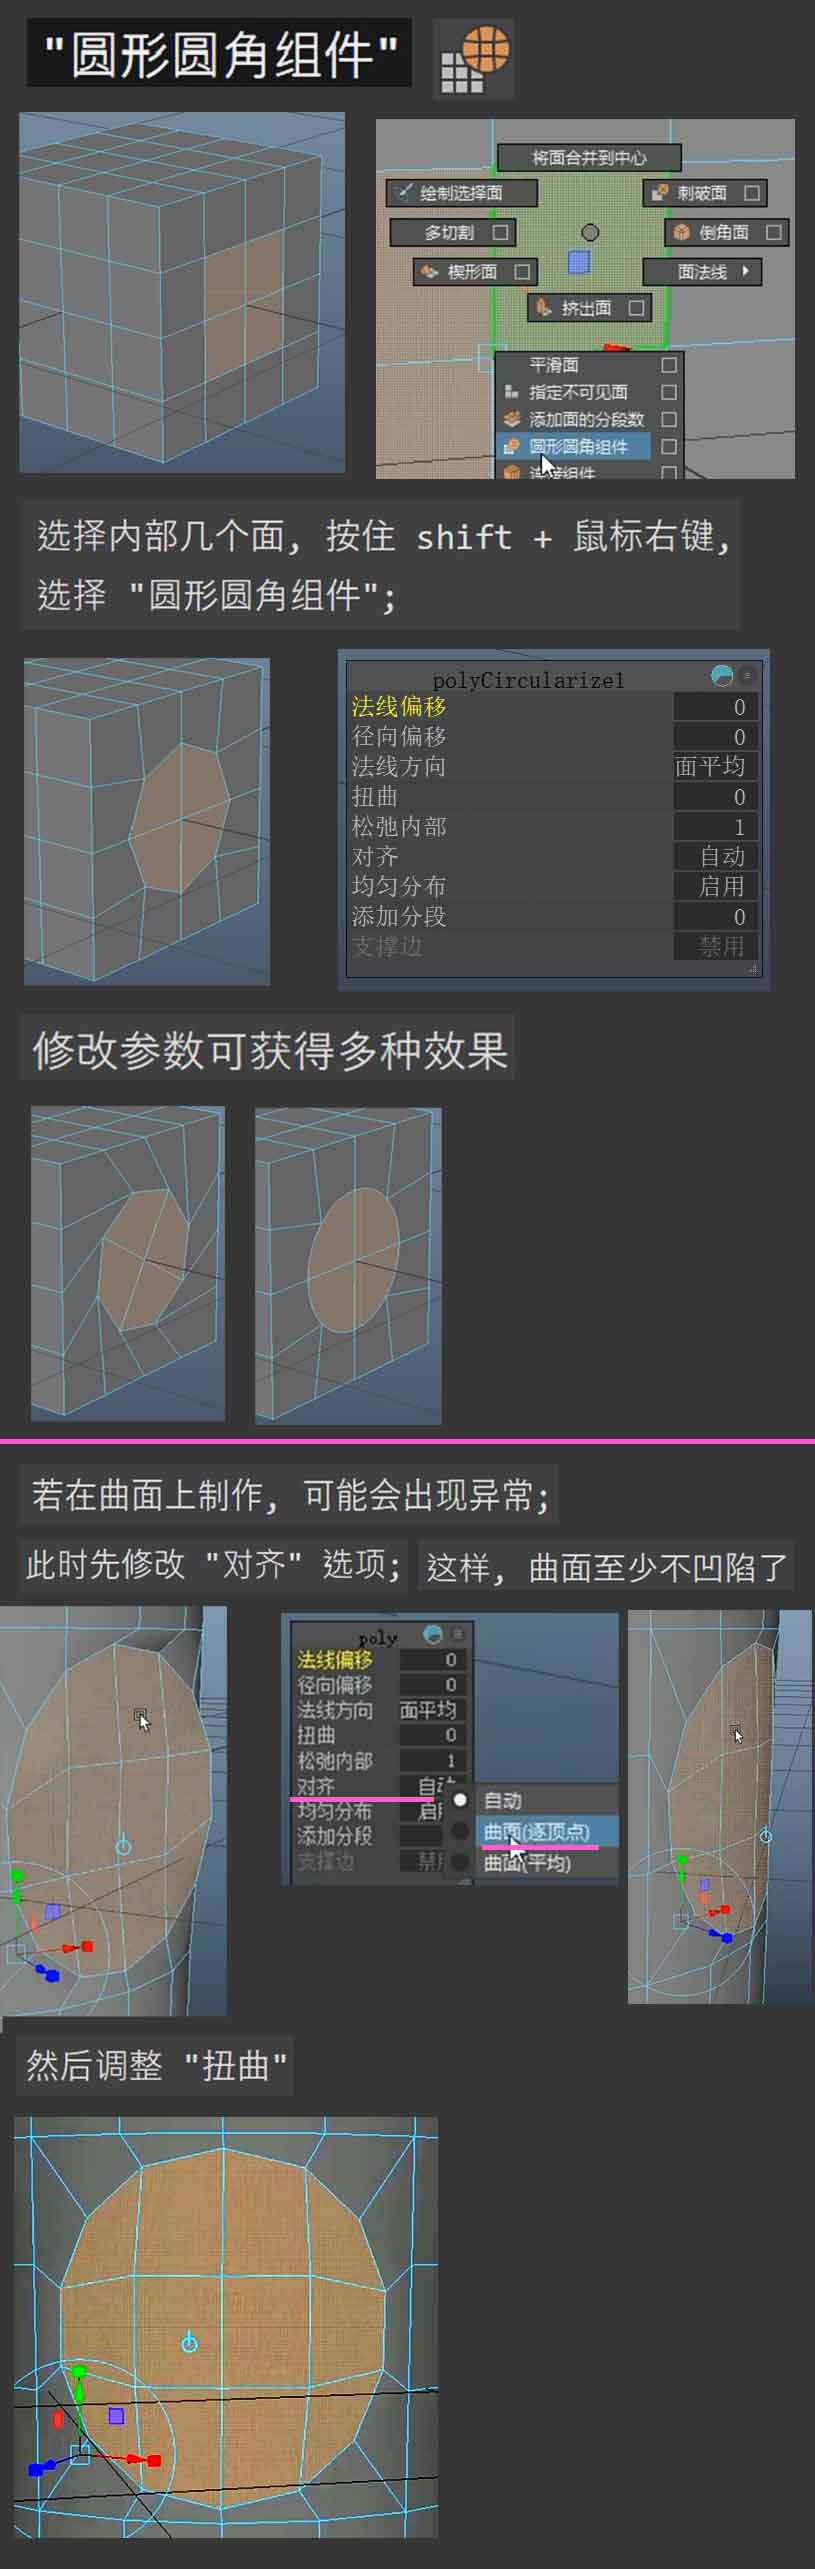 "圆形圆角组件"
将面合并到中心
绘制选择面
刺破面
多切割
倒角面
楔形面
面法线
挤出面
平滑面
指定不可见面
添加面的分段数
圆形圆角组件
选择内部几个面, 按住 shift + 鼠标右键,
选择 "圆形圆角组件";
polyCircularize1
法线偏移 0
径向偏移 0
法线方向 面平均
扭曲 0
松弛内部 1
对齐 自动
均匀分布 启用
添加分段 0
支撑边 禁用
修改参数可获得多种效果
若在曲面上制作, 可能会出现异常;
此时先修改 "对齐" 选项; 这样, 曲面至少不凹陷了
poly
法线偏移 0
径向偏移 0
法线方向 面平均
扭曲 0
松弛内部 1
对齐 自动
均匀分布 启
添加分段
支撑边 禁
自动
曲面(逐顶点)
曲面(平均)
然后调整 "扭曲"